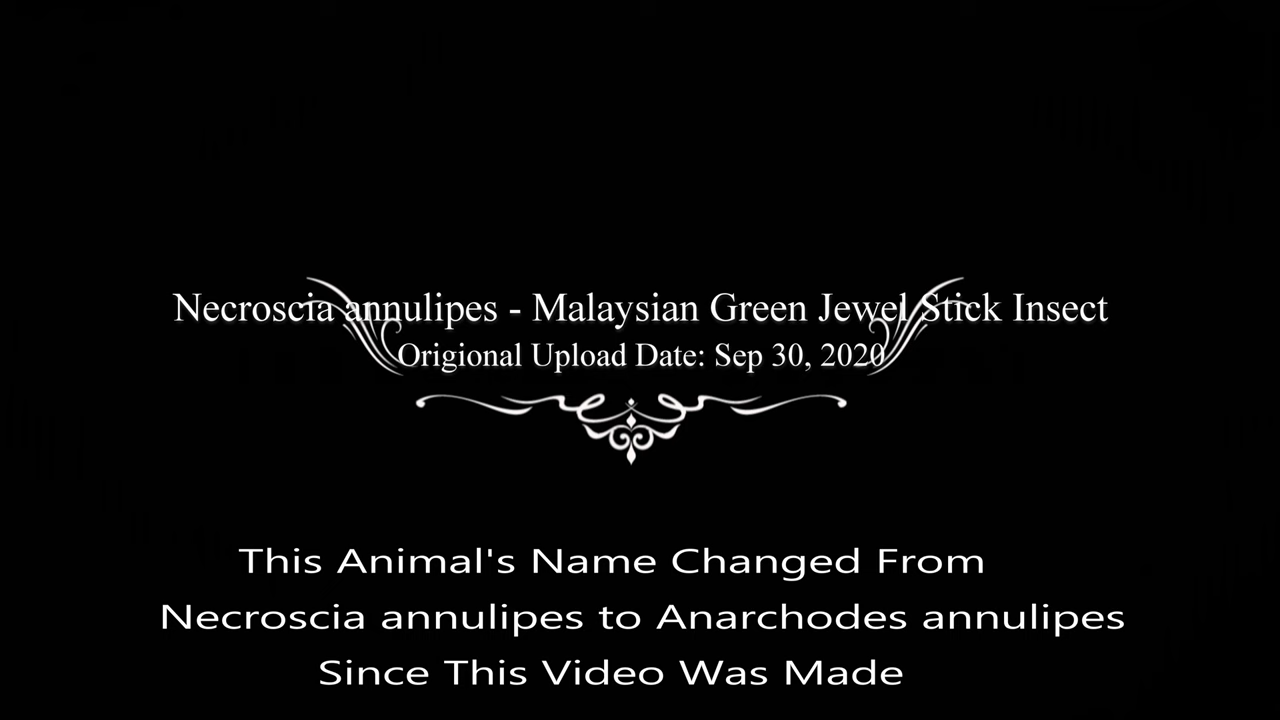 Necroscia annulipes - Malaysian Green Jewel Stick Insect
Origional Upload Date: Sep 30, 2020
This Animal's Name Changed From
Necroscia annulipes to Anarchodes annulipes
Since This Video Was Made